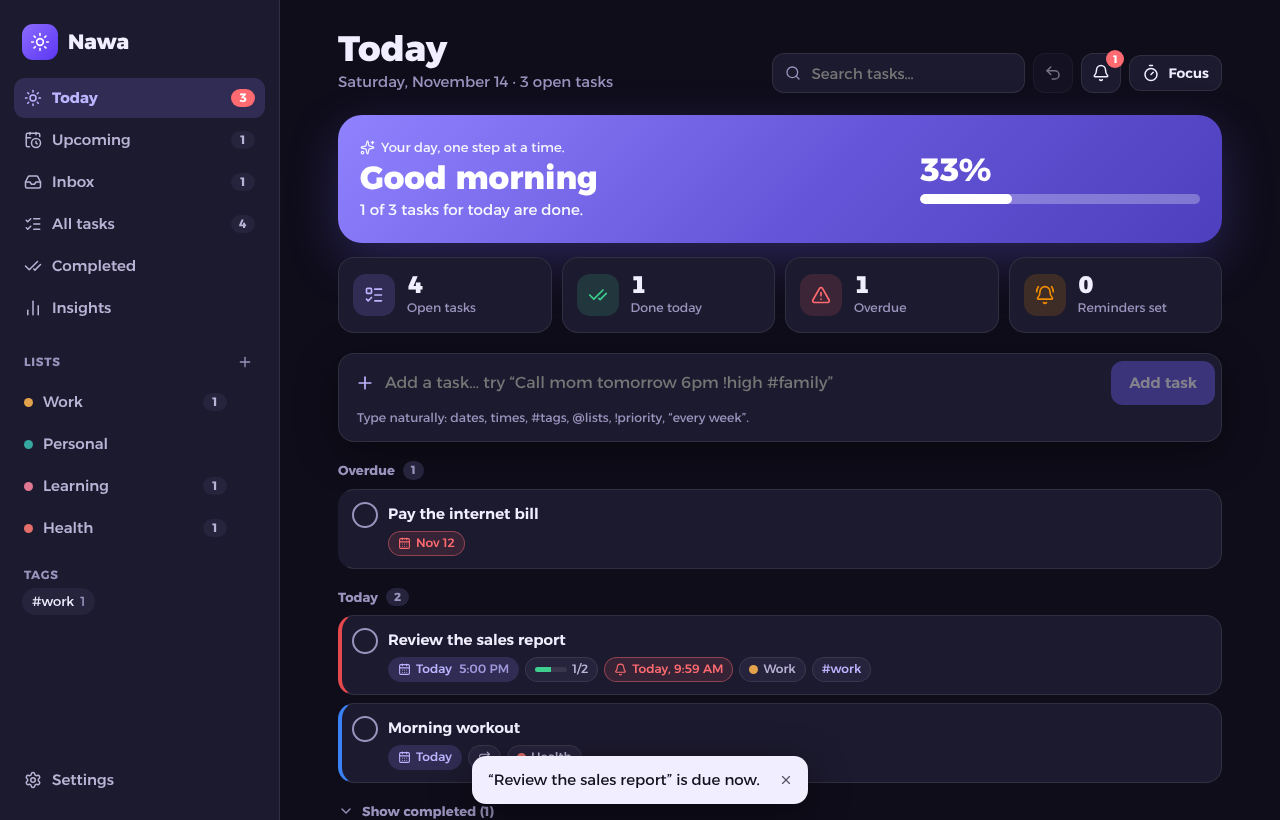 Nawa
Today 3
Upcoming 1
Inbox 1
All tasks 4
Completed
Insights
LISTS
Work 1
Personal
Learning 1
Health 1
TAGS
#work 1
Settings
Today
Saturday, November 14 · 3 open tasks
Search tasks...
1
Focus
Your day, one step at a time.
Good morning
1 of 3 tasks for today are done.
33%
4
Open tasks
1
Done today
1
Overdue
0
Reminders set
Add a task... try “Call mom tomorrow 6pm !high #family”
Add task
Type naturally: dates, times, #tags, @lists, !priority, “every week”.
Overdue 1
Pay the internet bill
Nov 12
Today 2
Review the sales report
Today 5:00 PM 1/2 Today, 9:59 AM Work #work
Morning workout
Today Health
“Review the sales report” is due now.
Show completed (1)